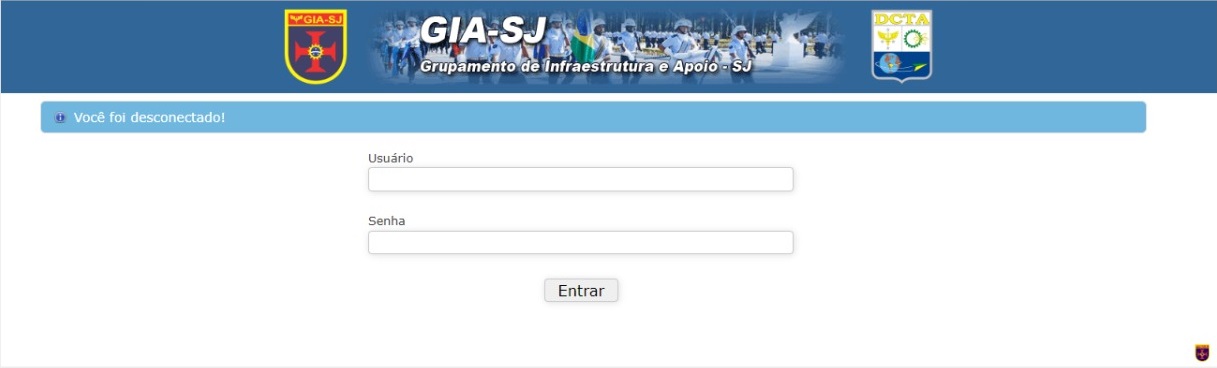 GIA-SJ
GIA-SJ
Grupamento de Infraestrutura e Apoio - SJ
DCTA
Você foi desconectado!
Usuário
Senha
Entrar